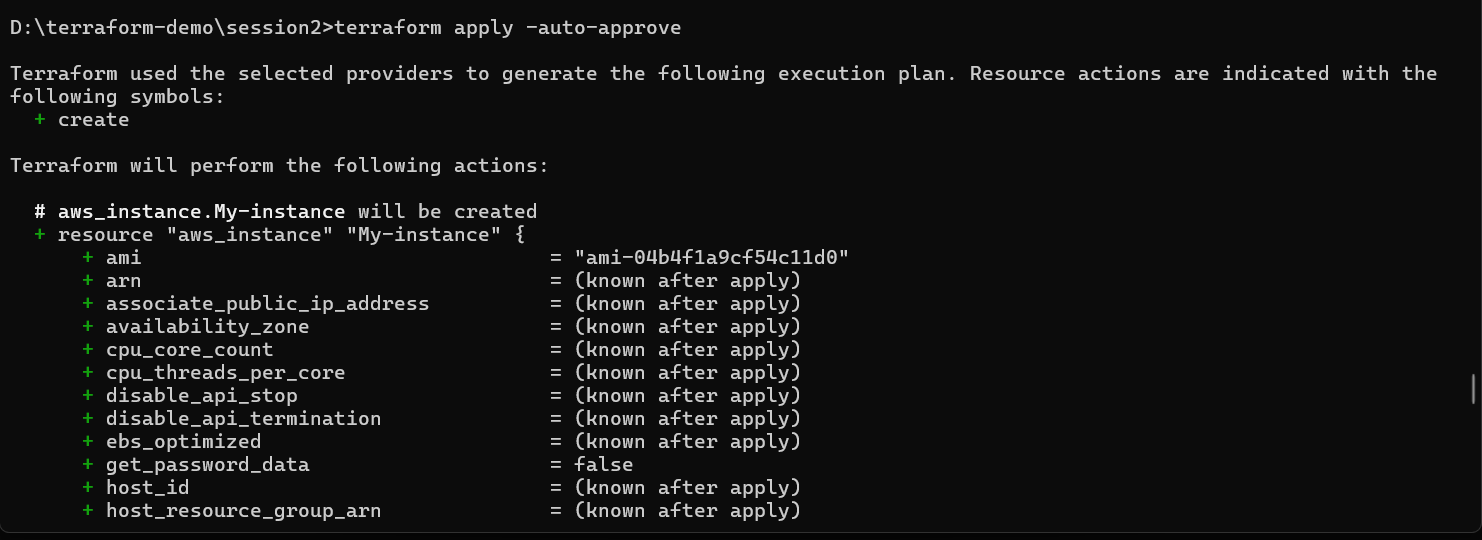 D:\terraform-demo\session2>terraform apply -auto-approve
Terraform used the selected providers to generate the following execution plan. Resource actions are indicated with the
following symbols:
  + create
Terraform will perform the following actions:
  # aws_instance.My-instance will be created
  + resource "aws_instance" "My-instance" {
      + ami                                  = "ami-04b4f1a9cf54c11d0"
      + arn                                  = (known after apply)
      + associate_public_ip_address          = (known after apply)
      + availability_zone                    = (known after apply)
      + cpu_core_count                       = (known after apply)
      + cpu_threads_per_core                 = (known after apply)
      + disable_api_stop                     = (known after apply)
      + disable_api_termination              = (known after apply)
      + ebs_optimized                        = (known after apply)
      + get_password_data                    = false
      + host_id                              = (known after apply)
      + host_resource_group_arn              = (known after apply)